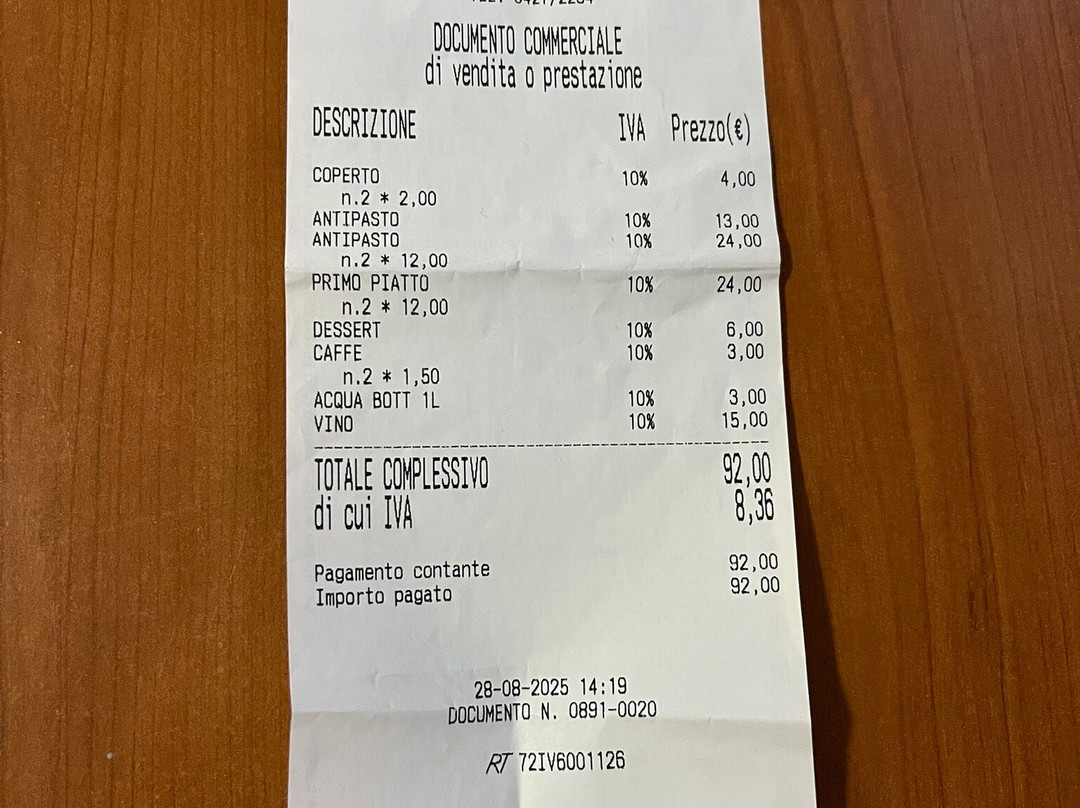 DOCUMENTO COMMERCIALE
di vendita o prestazione
DESCRIZIONE IVA Prezzo(€)
COPERTO 10% 4,00
n.2 * 2,00
ANTIPASTO 10% 13,00
ANTIPASTO 10% 24,00
n.2 * 12,00
PRIMO PIATTO 10% 24,00
n.2 * 12,00
DESSERT 10% 6,00
CAFFE 10% 3,00
n.2 * 1,50
ACQUA BOTT 1L 10% 3,00
VINO 10% 15,00
TOTALE COMPLESSIVO 92,00
di cui IVA 8,36
Pagamento contante 92,00
Importo pagato 92,00
28-08-2025 14:19
DOCUMENTO N. 0891-0020
RT 72IV6001126